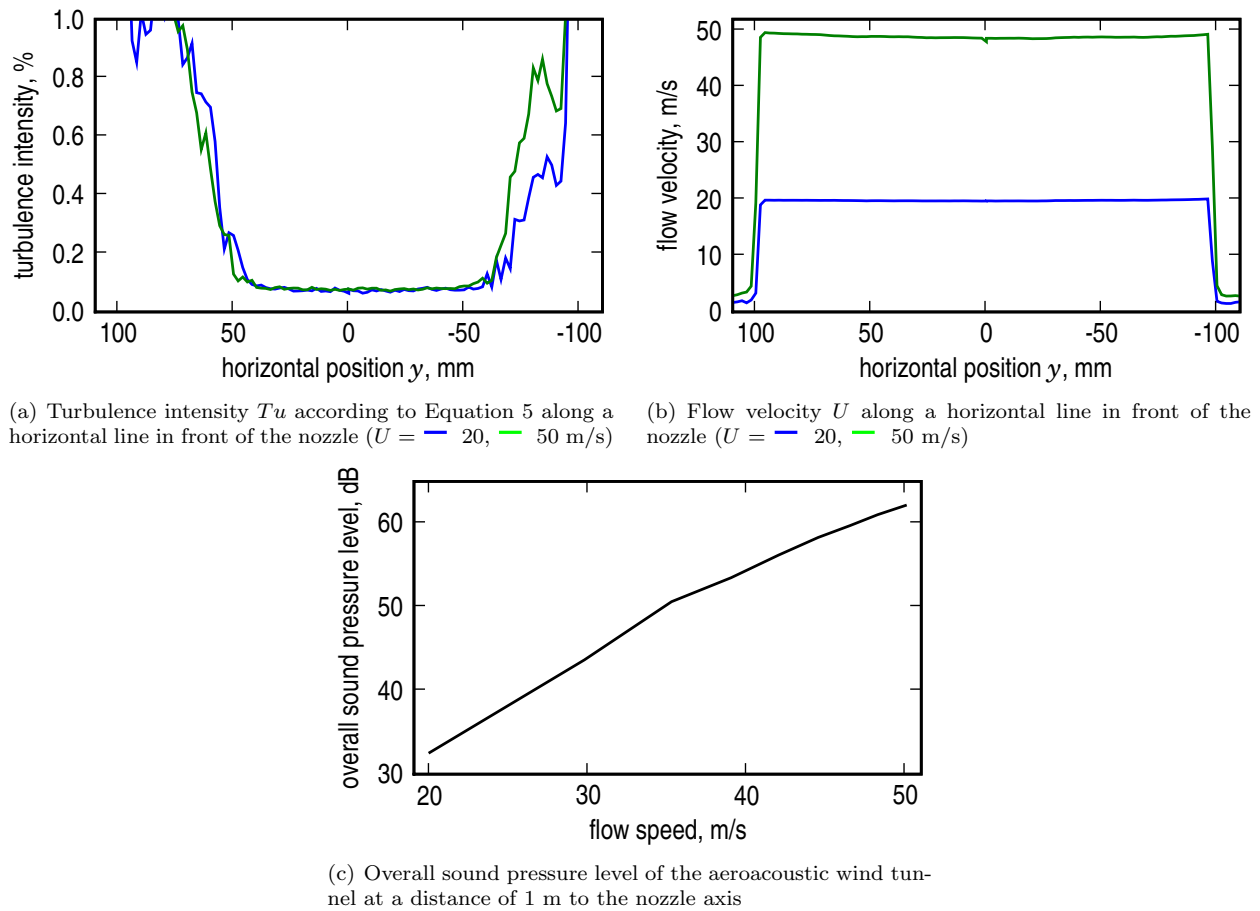 1.0
0.8
0.6
0.4
0.2
0.0
turbulence intensity, %
100 50 0 -50 -100
horizontal position y, mm
50
40
30
20
10
0
flow velocity, m/s
100 50 0 -50 -100
horizontal position y, mm
(a) Turbulence intensity Tu according to Equation 5 along a
horizontal line in front of the nozzle (U = 20, 50 m/s)
(b) Flow velocity U along a horizontal line in front of the
nozzle (U = 20, 50 m/s)
60
50
40
30
overall sound pressure level, dB
20 30 40 50
flow speed, m/s
(c) Overall sound pressure level of the aeroacoustic wind tun-
nel at a distance of 1 m to the nozzle axis